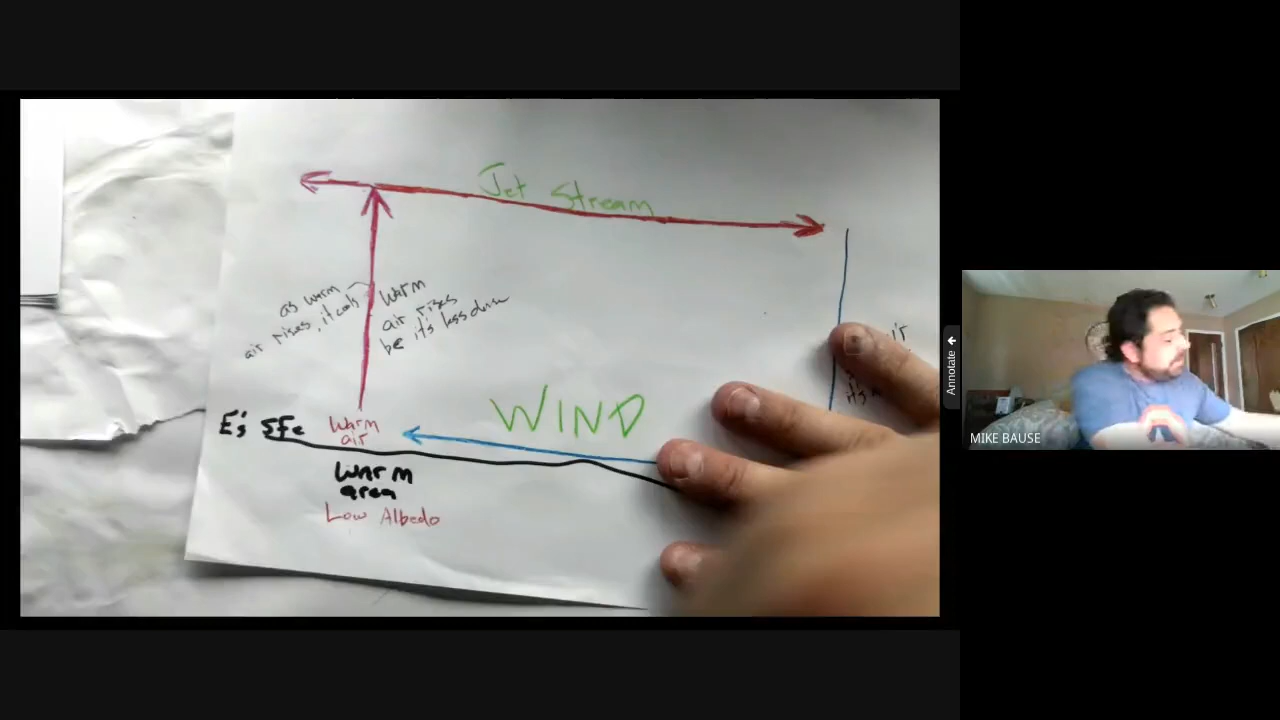 Jet Stream
as warm
air rises, it cools
Warm
air rises
bc it's less dense
ir
WIND
E's SFc
Warm
air
Warm
area
Low Albedo
Annotate
MIKE BAUSE